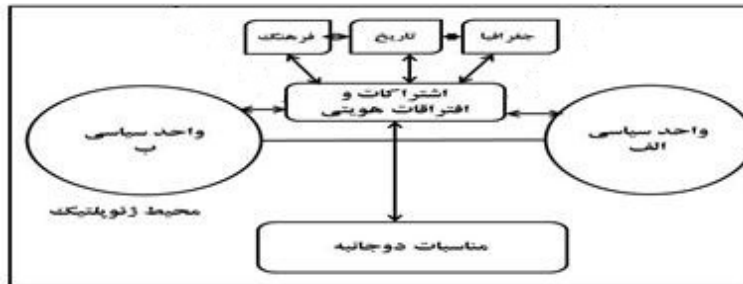 جغرافیا
تاریخ
فرهنگ
اشتراکات و
افتراقات هویتی
واحد سیاسی
الف
واحد سیاسی
ب
محیط ژئوپلتیک
مناسبات دوجانبه